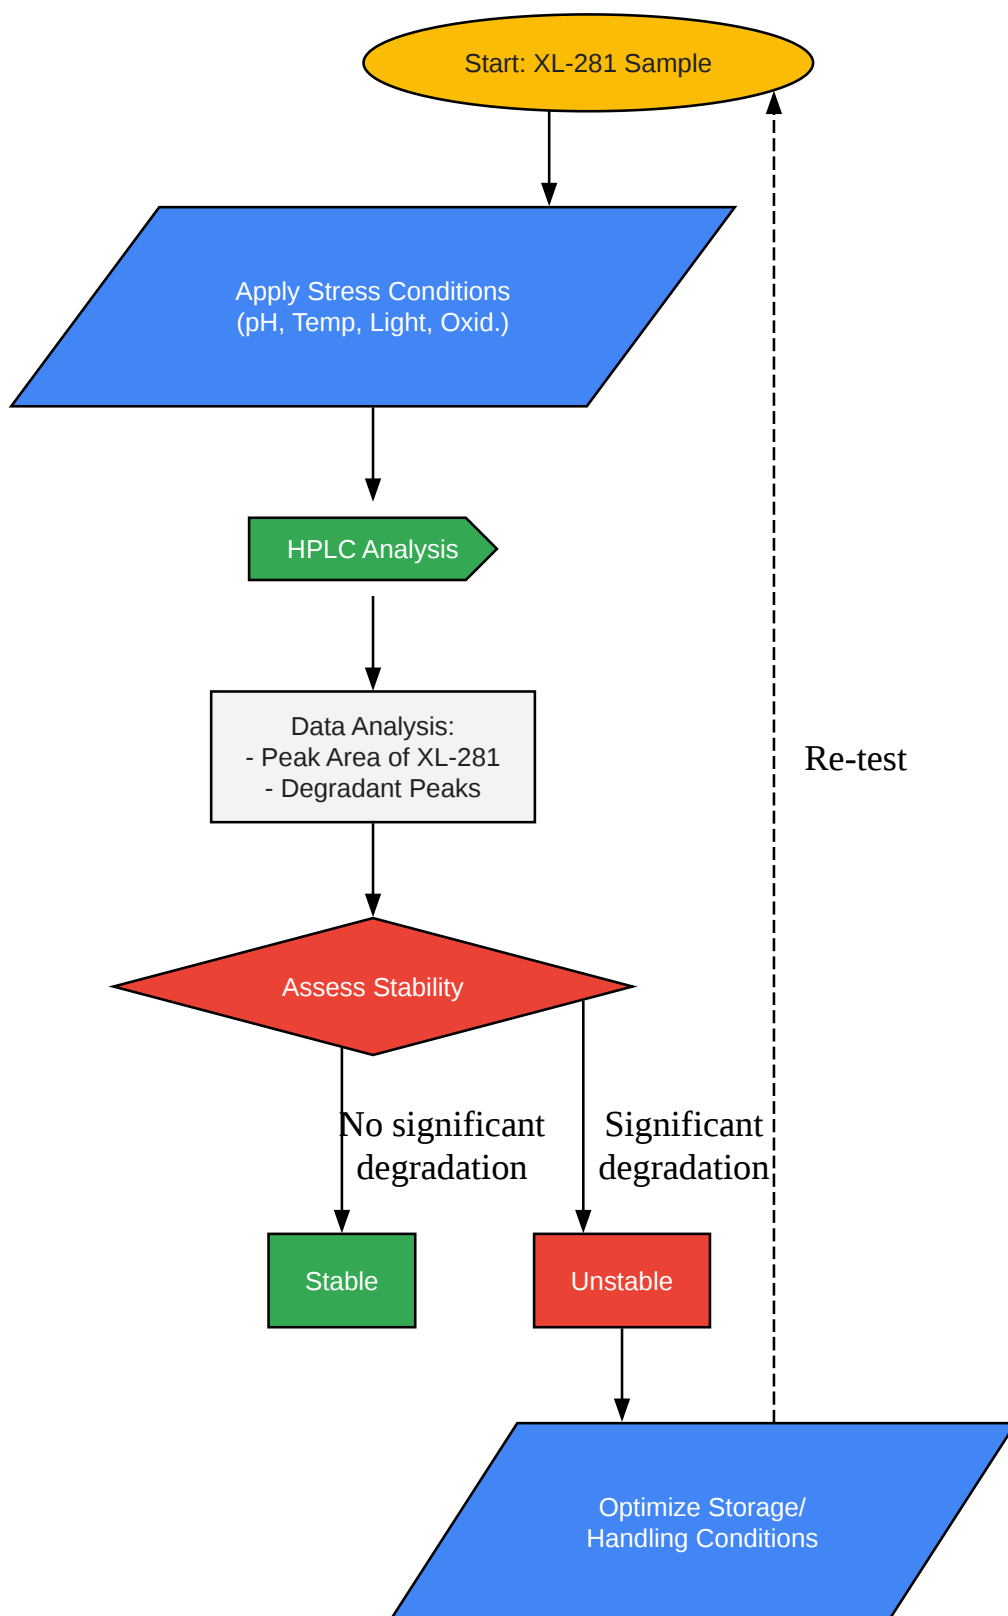 Start: XL-281 Sample
Apply Stress Conditions
(pH, Temp, Light, Oxid.)
HPLC Analysis
Data Analysis:
- Peak Area of XL-281
- Degradant Peaks
Re-test
Assess Stability
No significant
degradation
Significant
degradation
Stable
Unstable
Optimize Storage/
Handling Conditions